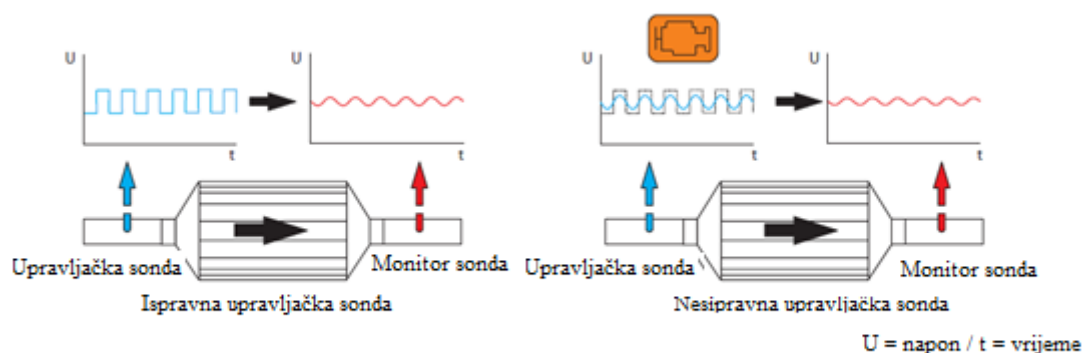 U
t
U
t
U
t
U
t
Upravljačka sonda
Monitor sonda
Ispravna upravljačka sonda
Upravljačka sonda
Monitor sonda
Nesipravna upravljačka sonda
U = napon / t = vrijeme